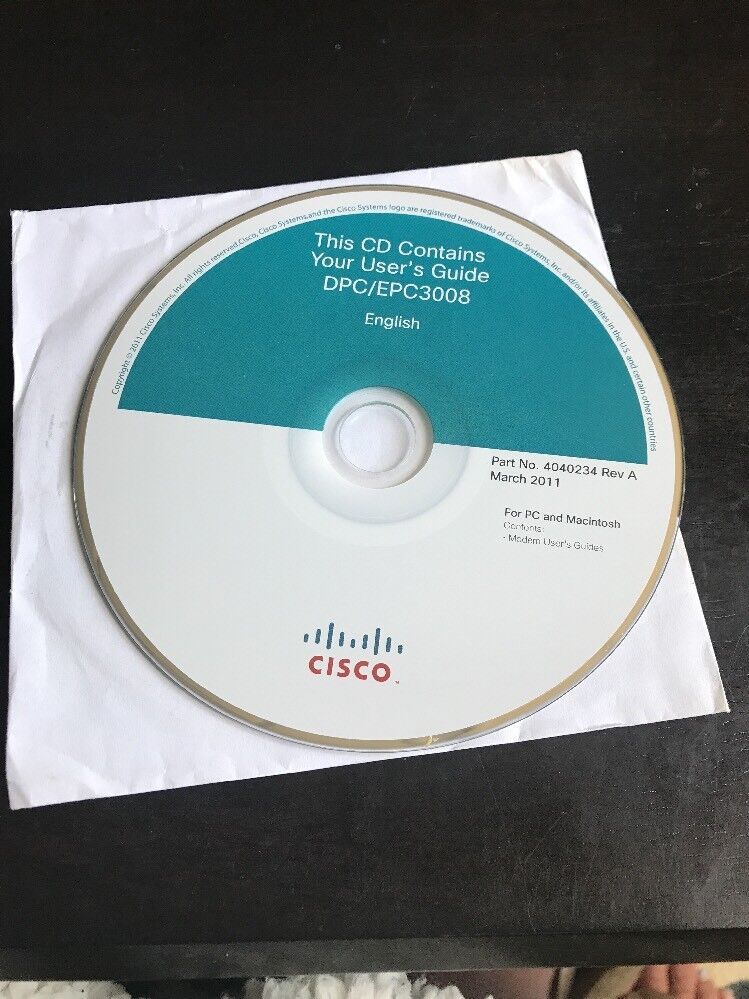 Copyright © 2011 Cisco Systems, Inc. All rights reserved.Cisco, Cisco Systems,and the Cisco Systems logo are registered trademarks of Cisco Systems, Inc. and/or its affiliates in the U.S. and certain other countries
This CD Contains
Your User's Guide
DPC/EPC3008
English
Part No. 4040234 Rev A
March 2011
For PC and Macintosh
Contents:
- Modem User's Guides
CISCO™